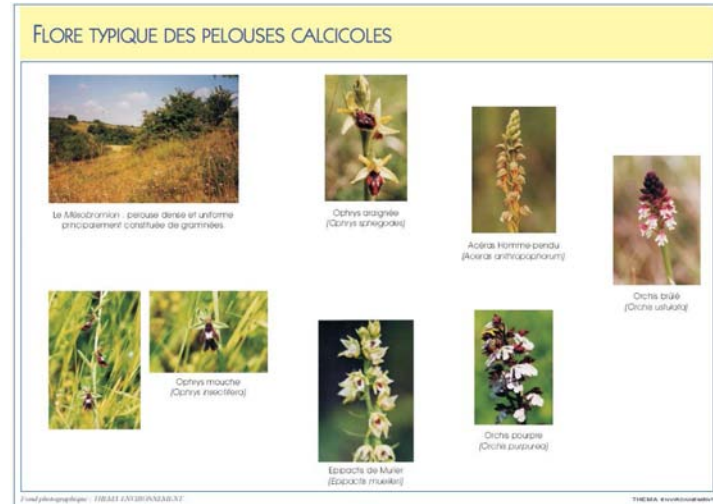 FLORE TYPIQUE DES PELOUSES CALCICOLES
Le Mésobromion : pelouse dense et uniforme
principalement constituée de graminées.
Ophrys araignée
(Ophrys sphegodes)
Acéras Homme-pendu
(Aceras anthropophorum)
Orchis brûlé
(Orchis ustulata)
Ophrys mouche
(Ophrys insectifera)
Epipactis de Muller
(Epipactis muelleri)
Orchis pourpre
(Orchis purpurea)
Fond photographique : THEMA ENVIRONNEMENT
THEMA ENVIRONNEMENT